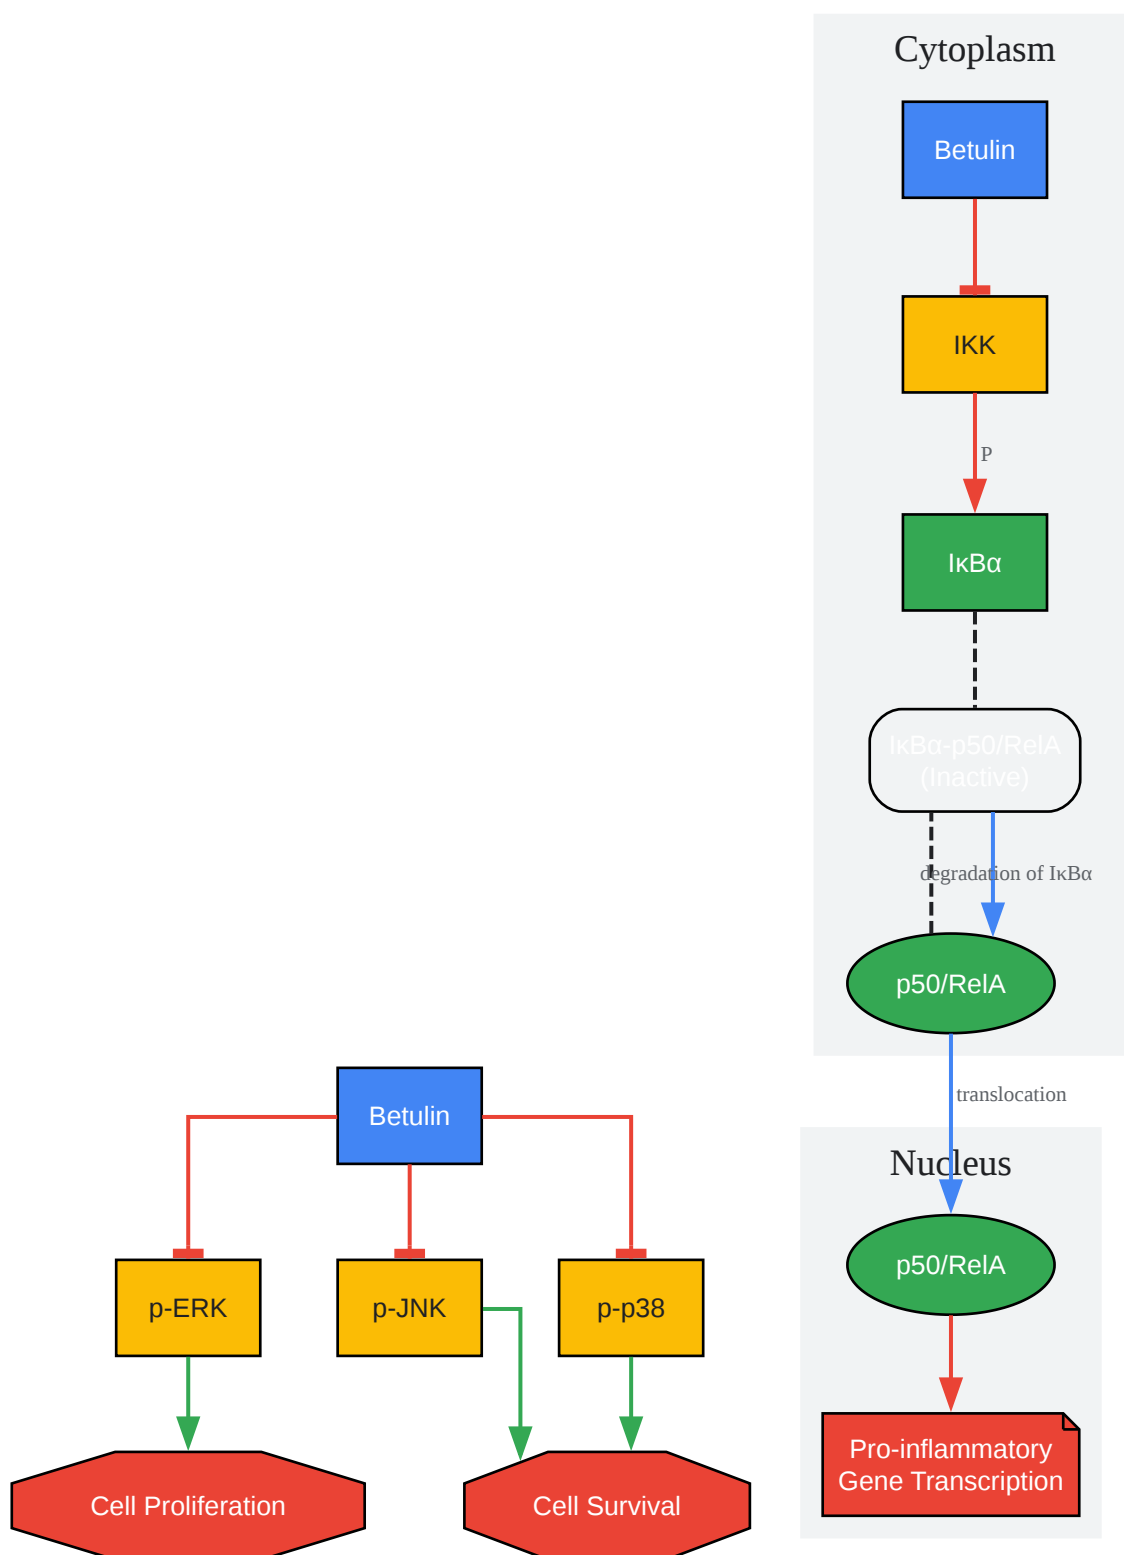 Cytoplasm
Betulin
IKK
P
IκBα
IκBα-p50/RelA
(Inactive)
degradation of IκBα
p50/RelA
translocation
Nucleus
p50/RelA
Pro-inflammatory
Gene Transcription
Betulin
p-ERK
p-JNK
p-p38
Cell Proliferation
Cell Survival